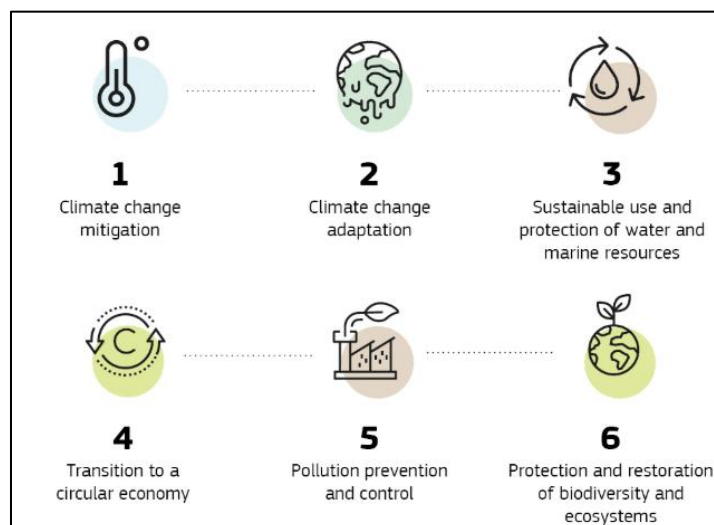 1
Climate change
mitigation
2
Climate change
adaptation
3
Sustainable use and
protection of water and
marine resources
4
Transition to a
circular economy
5
Pollution prevention
and control
6
Protection and restoration
of biodiversity and
ecosystems